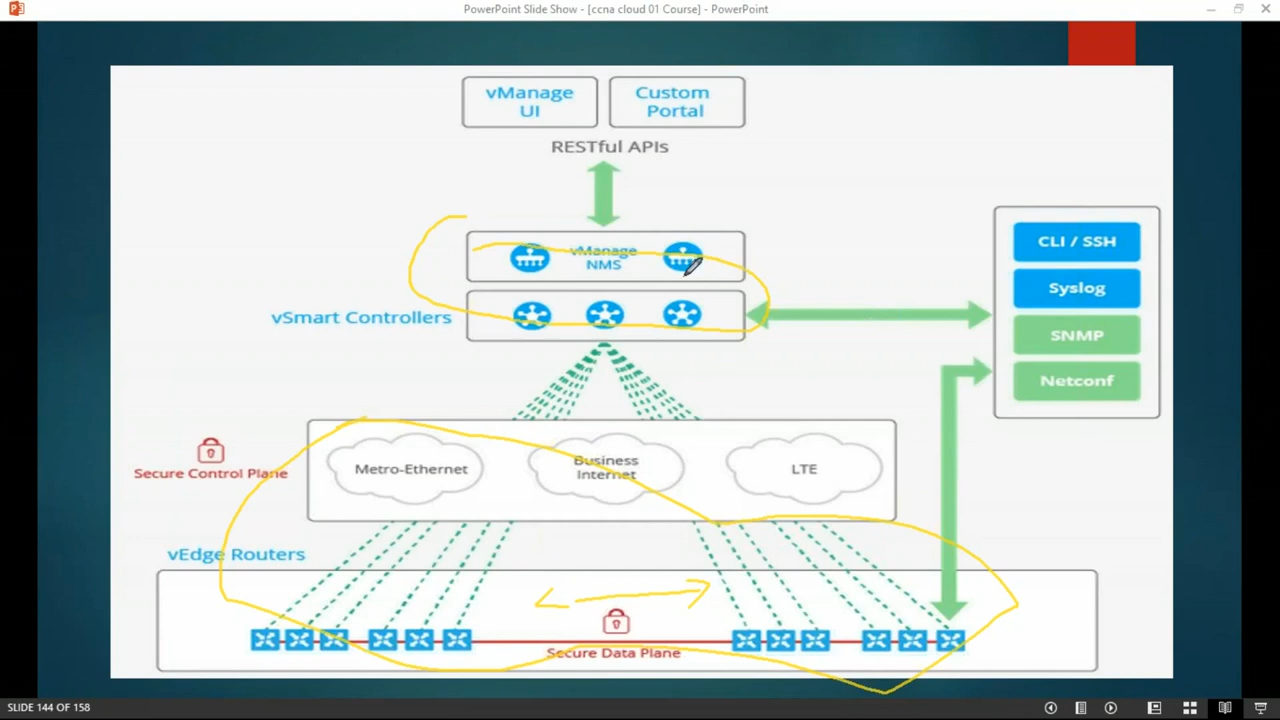 PowerPoint Slide Show - [ccna cloud 01 Course] - PowerPoint
vManage
UI
Custom
Portal
RESTful APIs
vManage
NMS
vSmart Controllers
CLI / SSH
Syslog
SNMP
Netconf
Secure Control Plane
Metro-Ethernet
Business
Internet
LTE
vEdge Routers
Secure Data Plane
SLIDE 144 OF 158